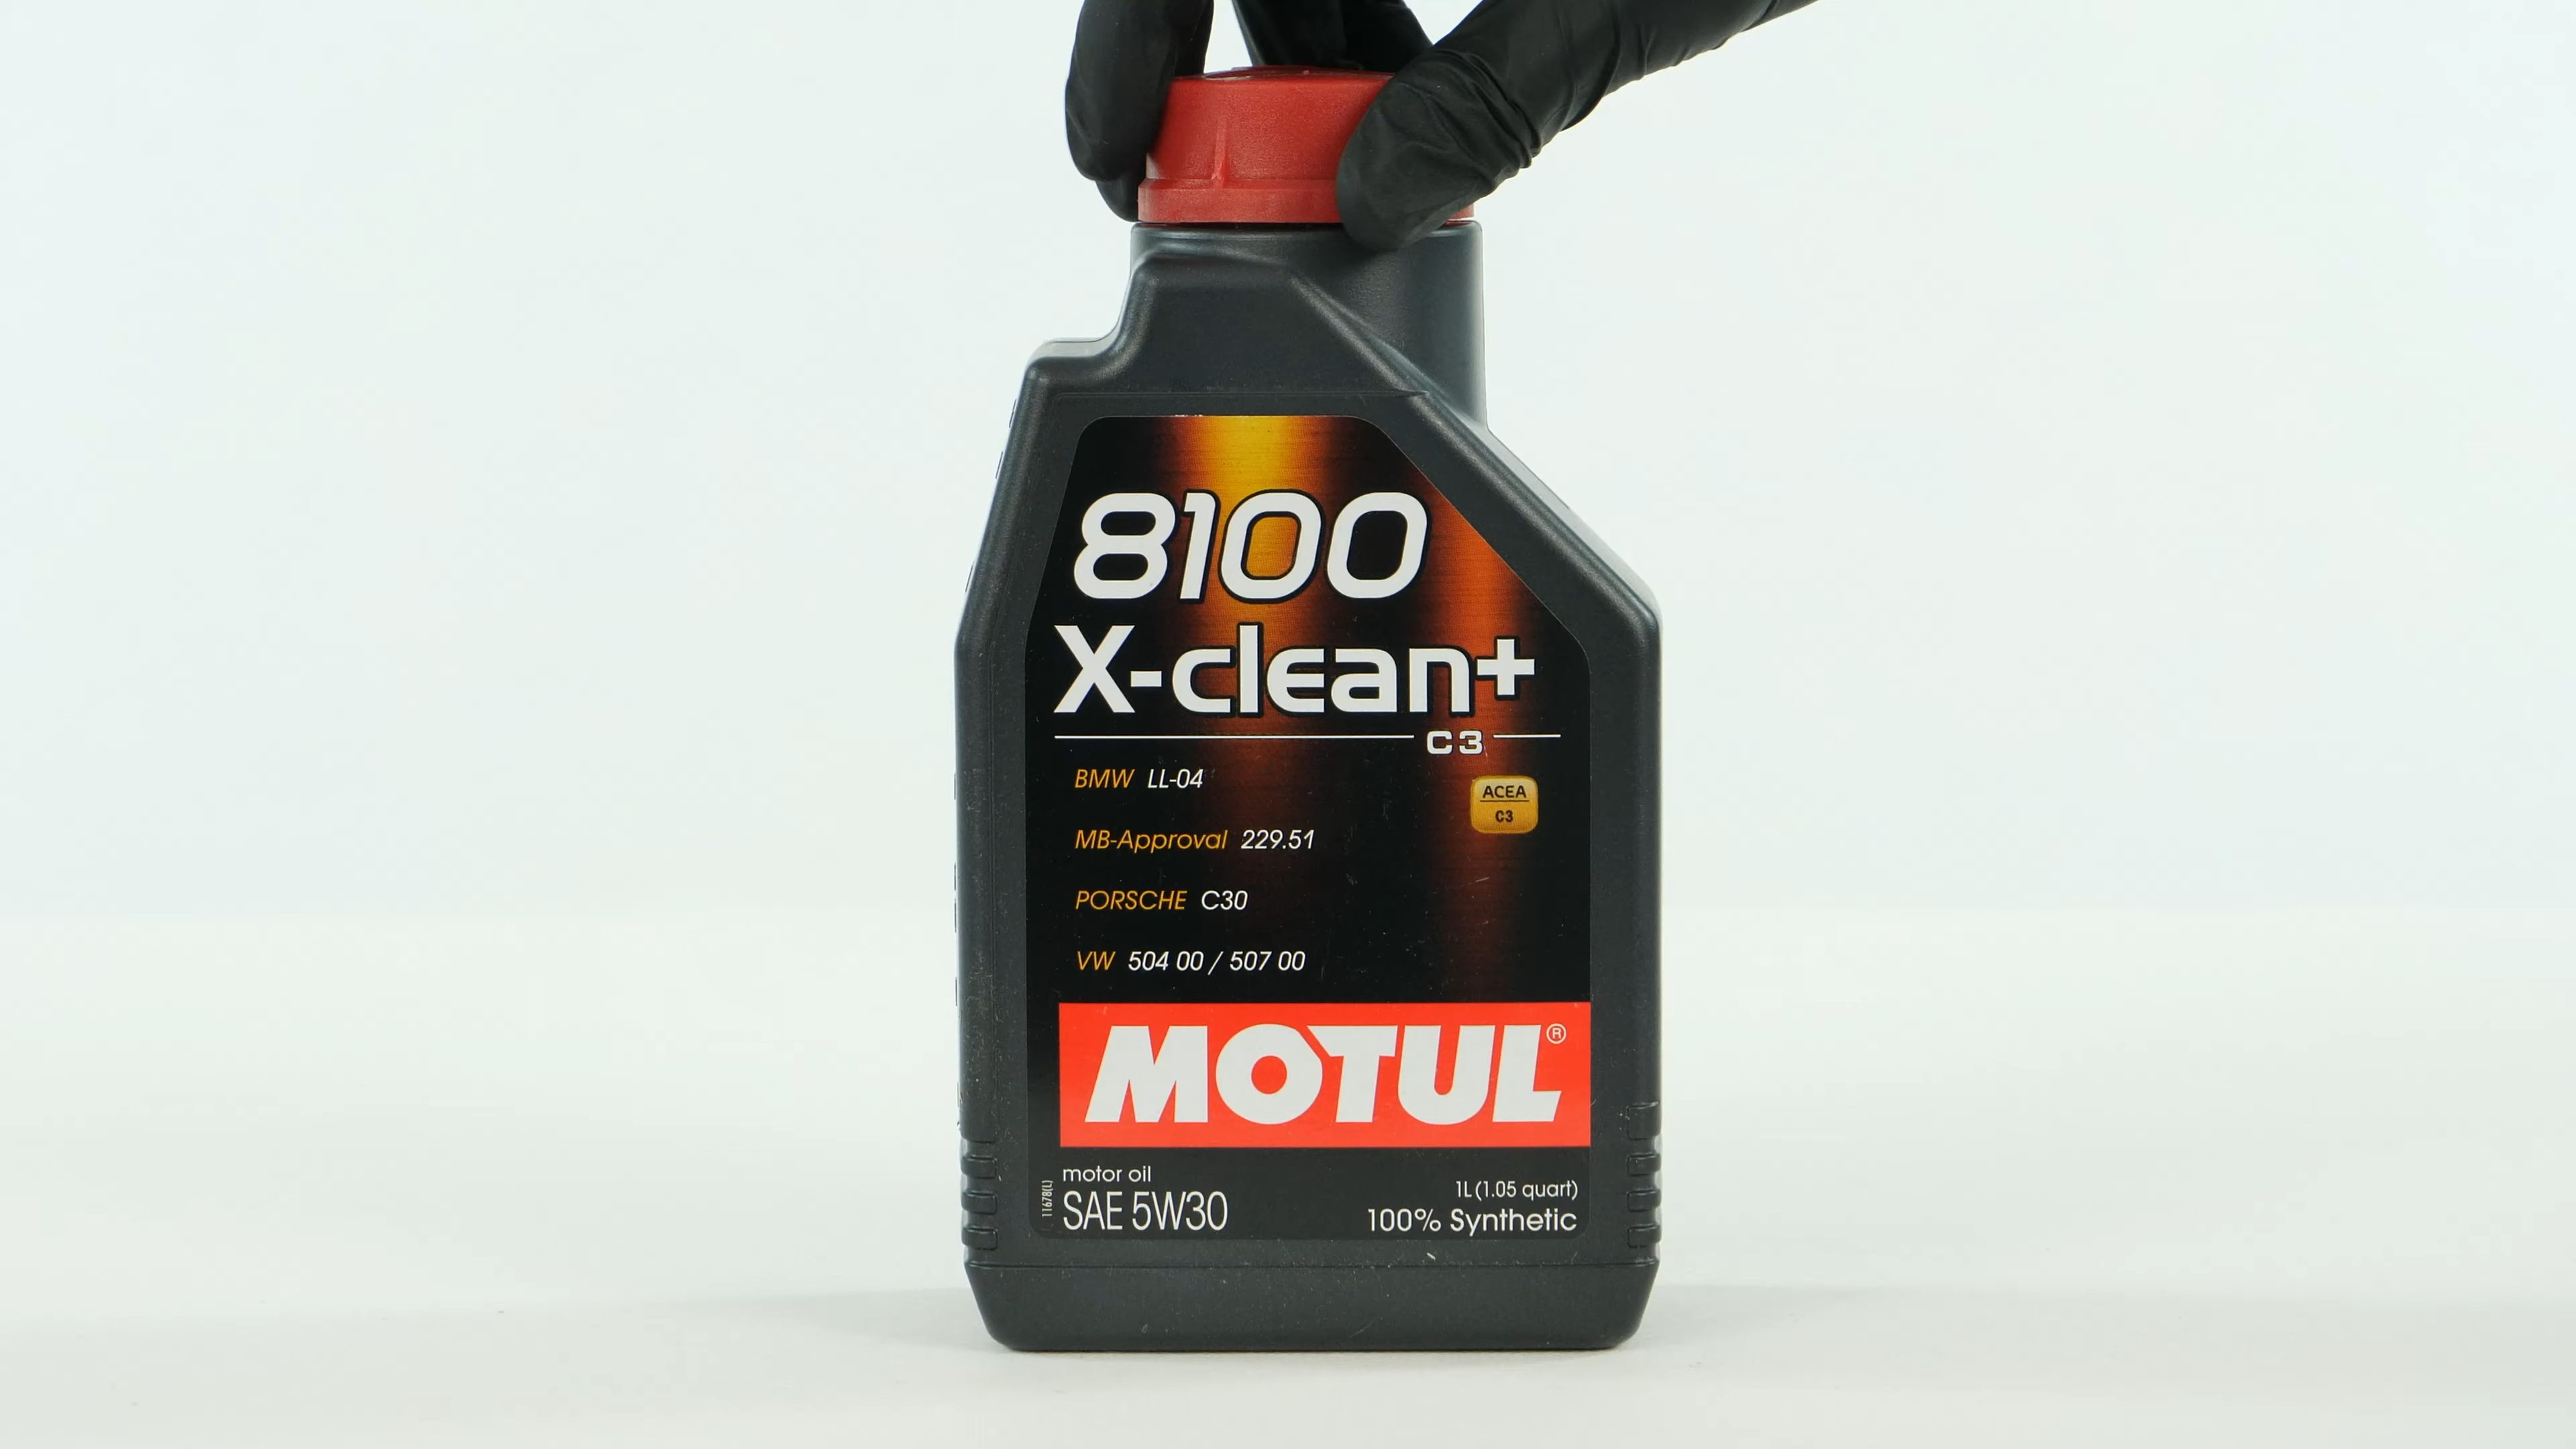 8100
X-clean+
C3
BMW LL-04
ACEA
C3
MB-Approval 229.51
PORSCHE C30
VW 504 00 / 507 00
MOTUL®
motor oil
SAE 5W30
1L (1.05 quart)
100% Synthetic
11678(L)